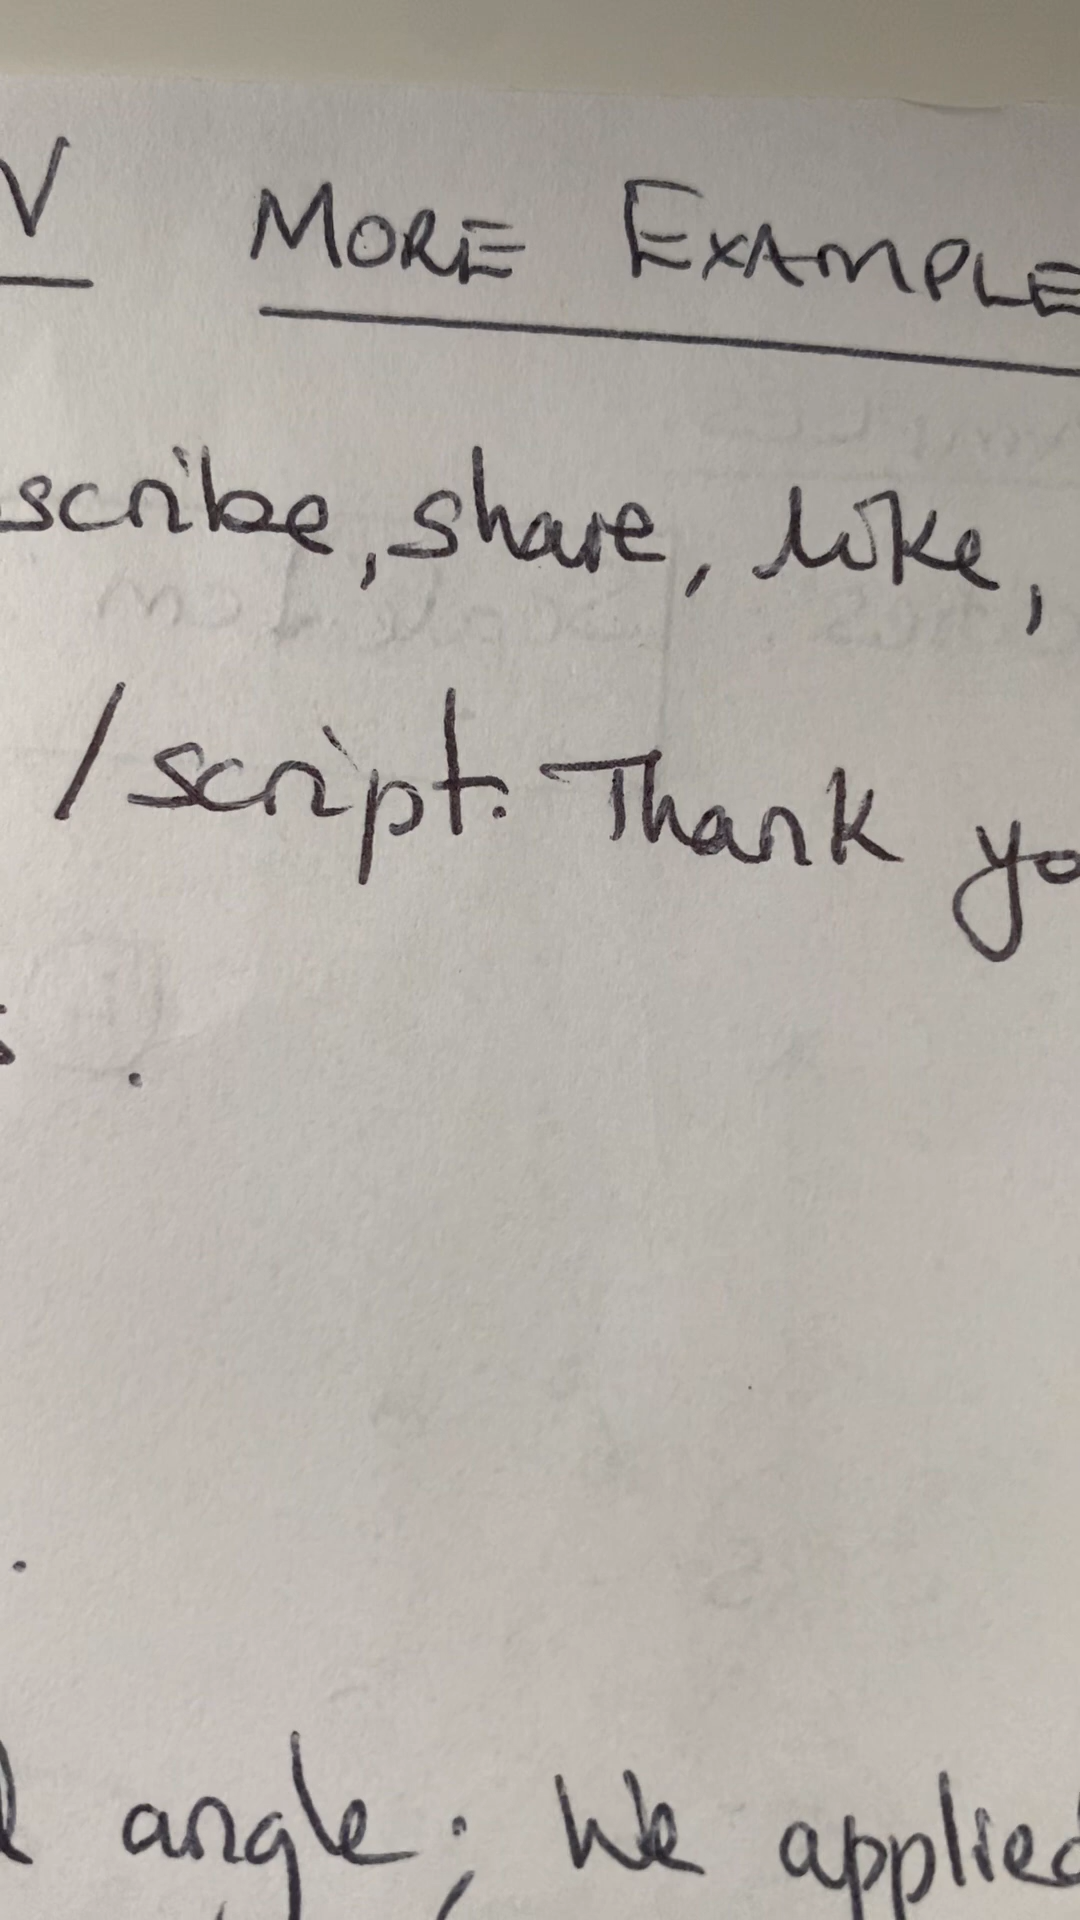 V MORE EXAMPLE
scribe, share, like,
/script. Thank yo
.
.
angle; We applied